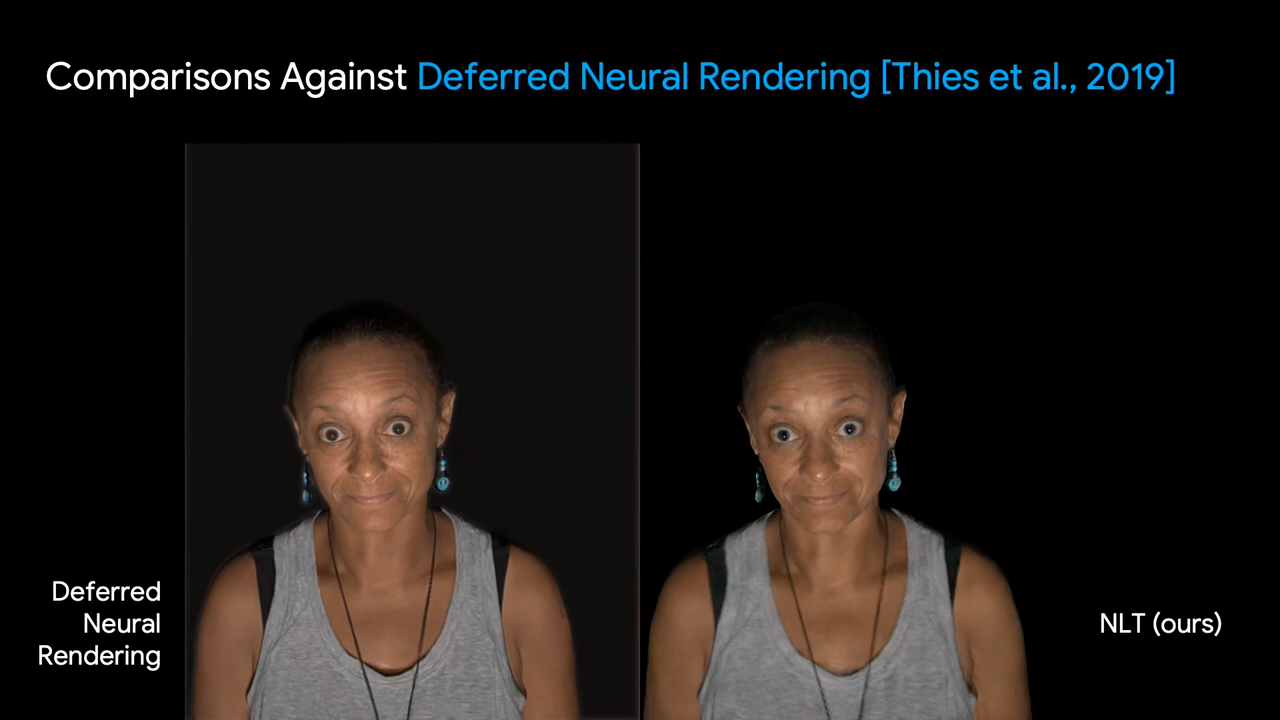 Comparisons Against Deferred Neural Rendering [Thies et al., 2019]
Deferred
Neural
Rendering
NLT (ours)